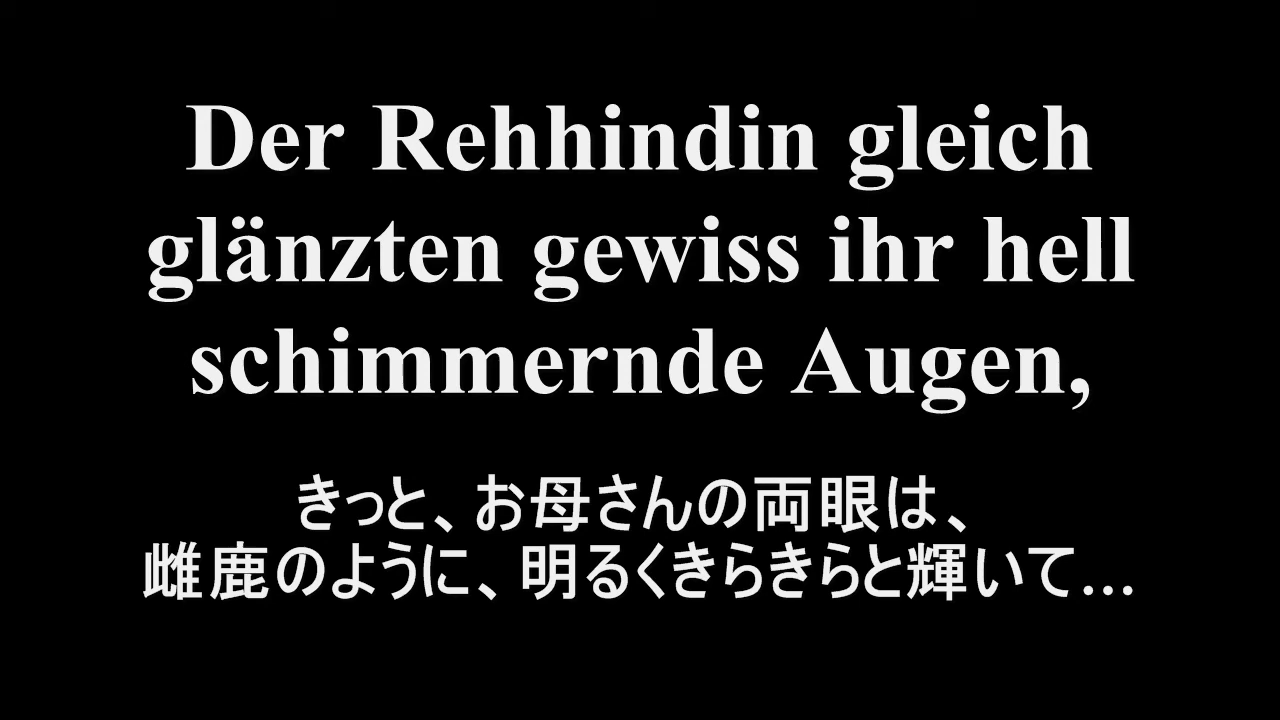 Der Rehhindin gleich
glänzten gewiss ihr hell
schimmernde Augen,
きっと、お母さんの両眼は、
雌鹿のように、明るくきらきらと輝いて…